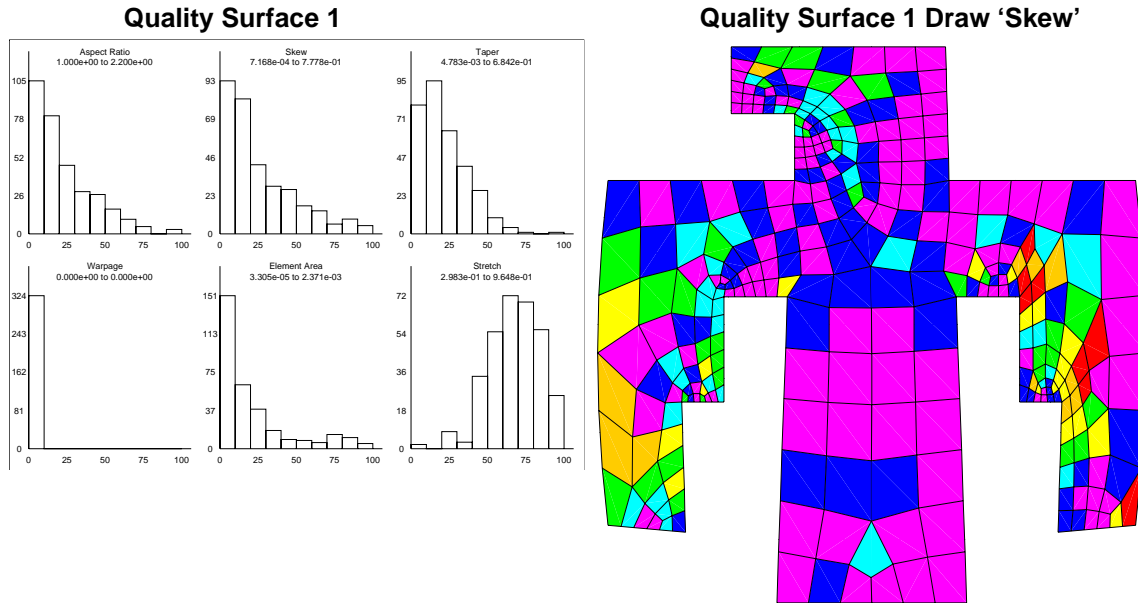 Quality Surface 1
Quality Surface 1 Draw ‘Skew’
Aspect Ratio
1.000e+00 to 2.200e+00
105
78
52
26
0
0 25 50 75 100
Skew
7.168e-04 to 7.778e-01
93
69
46
23
0
0 25 50 75 100
Taper
4.783e-03 to 6.842e-01
95
71
47
23
0
0 25 50 75 100
Warpage
0.000e+00 to 0.000e+00
324
243
162
81
0
0 25 50 75 100
Element Area
3.305e-05 to 2.371e-03
151
113
75
37
0
0 25 50 75 100
Stretch
2.983e-01 to 9.648e-01
72
54
36
18
0
0 25 50 75 100